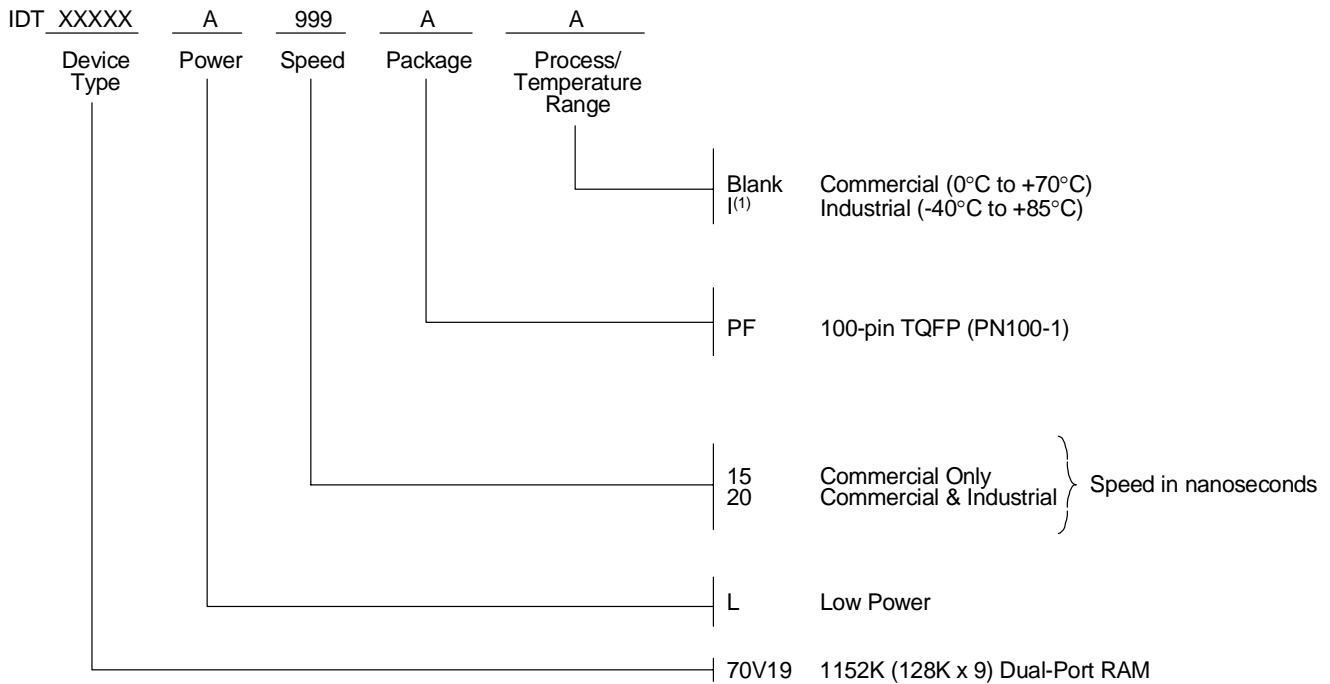 IDT XXXXX A 999 A A
Device Type Power Speed Package Process/ Temperature Range
Blank Commercial (0°C to +70°C)
I(1) Industrial (-40°C to +85°C)
PF 100-pin TQFP (PN100-1)
15 Commercial Only
20 Commercial & Industrial
Speed in nanoseconds
L Low Power
70V19 1152K (128K x 9) Dual-Port RAM